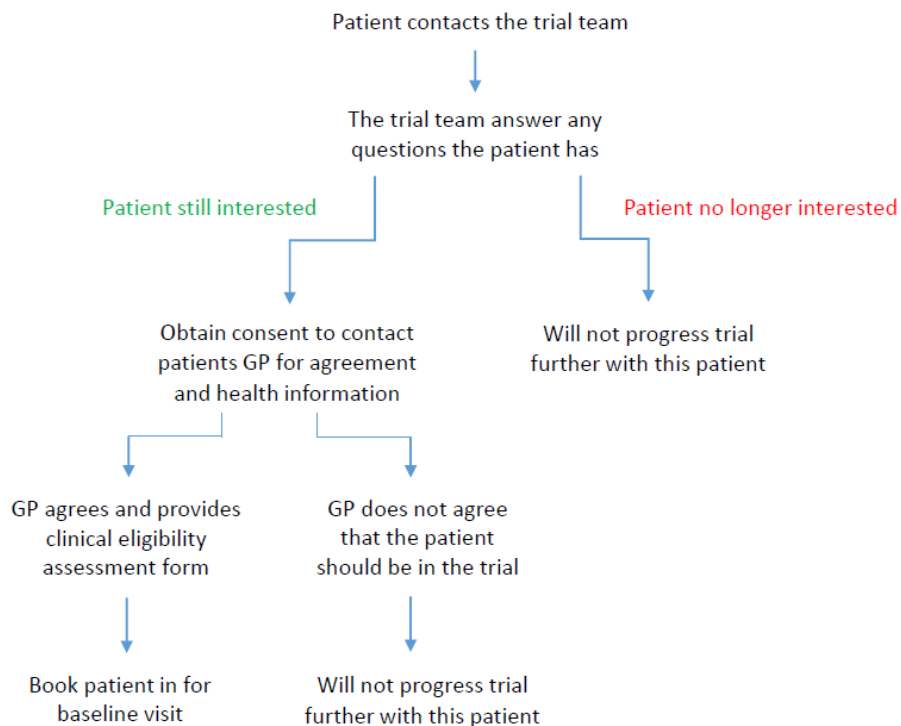 Patient contacts the trial team
The trial team answer any
questions the patient has
Patient still interested
Patient no longer interested
Obtain consent to contact
patients GP for agreement
and health information
Will not progress trial
further with this patient
GP agrees and provides
clinical eligibility
assessment form
GP does not agree
that the patient
should be in the trial
Book patient in for
baseline visit
Will not progress trial
further with this patient